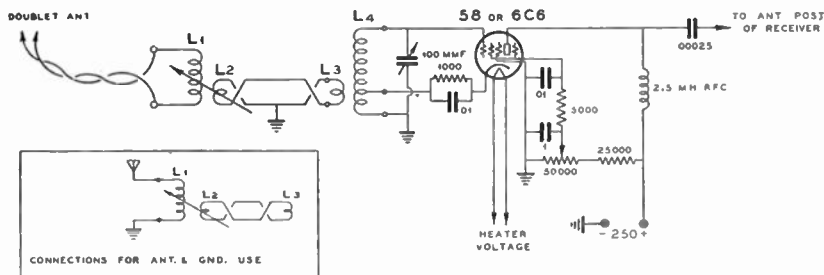 DOUBLET ANT
L1
L2
L3
L4
100 MMF
1000
01
58 OR 6C6
01
5000
1
50000
25000
00025
TO ANT POST
OF RECEIVER
2.5 MH RFC
HEATER
VOLTAGE
- 250 +
L1
L2
L3
CONNECTIONS FOR ANT. & GND. USE